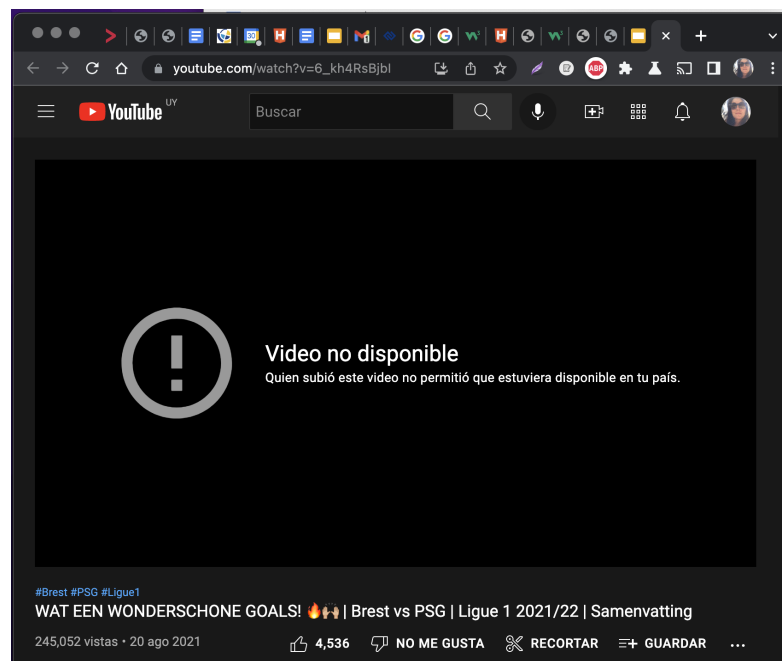 youtube.com/watch?v=6_kh4RsBjbI
YouTube UY
Buscar
Video no disponible
Quien subió este video no permitió que estuviera disponible en tu país.
#Brest #PSG #Ligue1
WAT EEN WONDERSCHONE GOALS! 🔥🙌🏽 | Brest vs PSG | Ligue 1 2021/22 | Samenvatting
245,052 vistas • 20 ago 2021
4,536
NO ME GUSTA
RECORTAR
GUARDAR